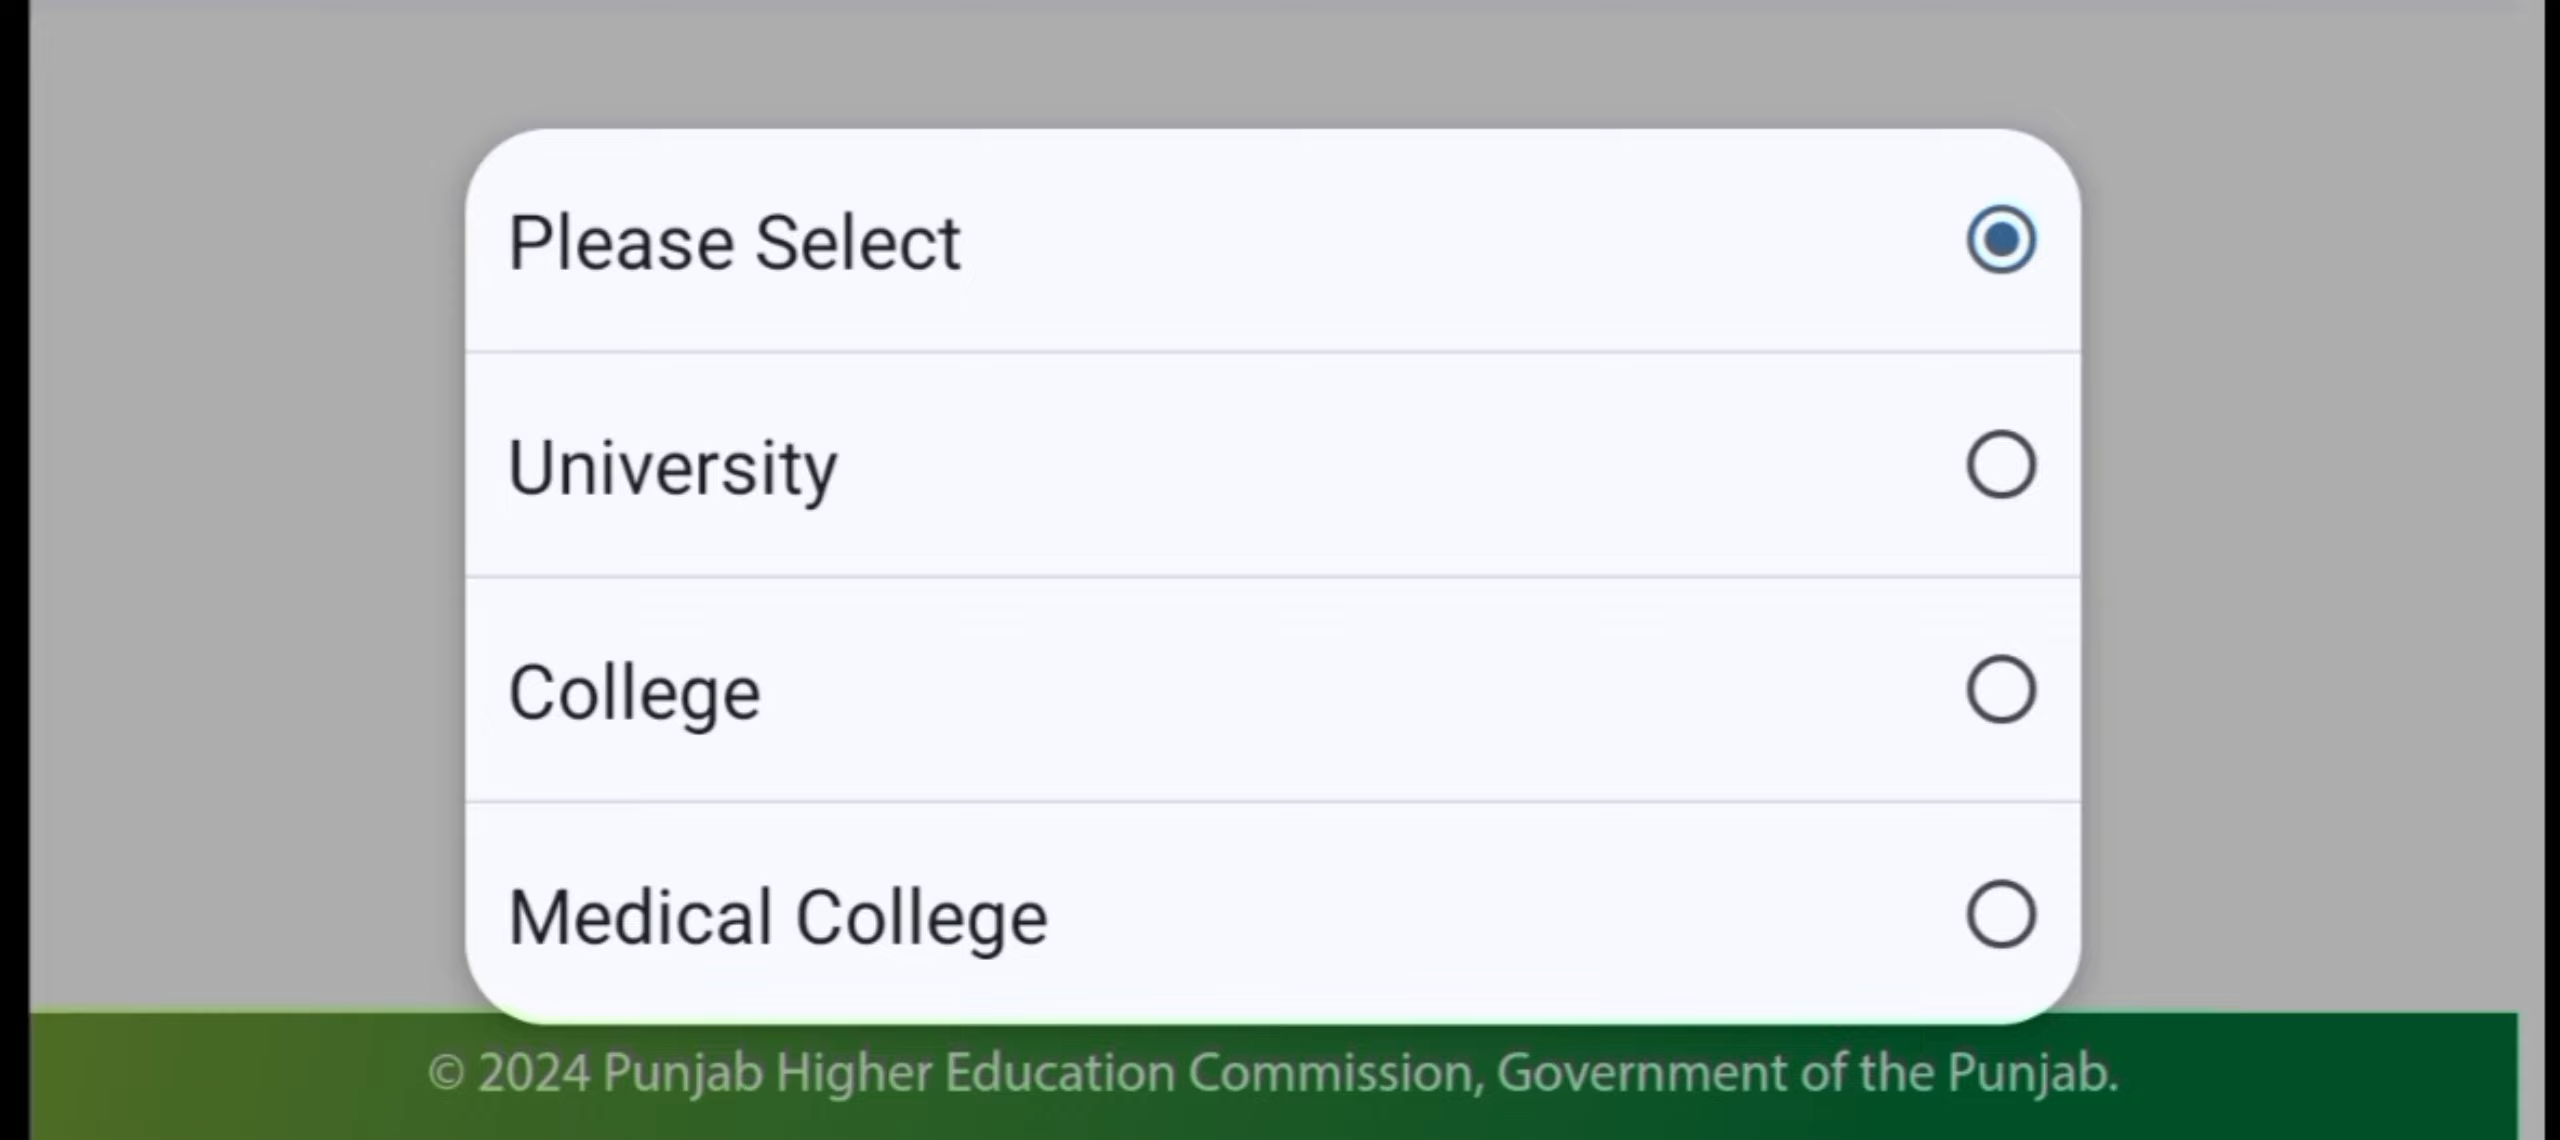 Please Select
University
College
Medical College
© 2024 Punjab Higher Education Commission, Government of the Punjab.